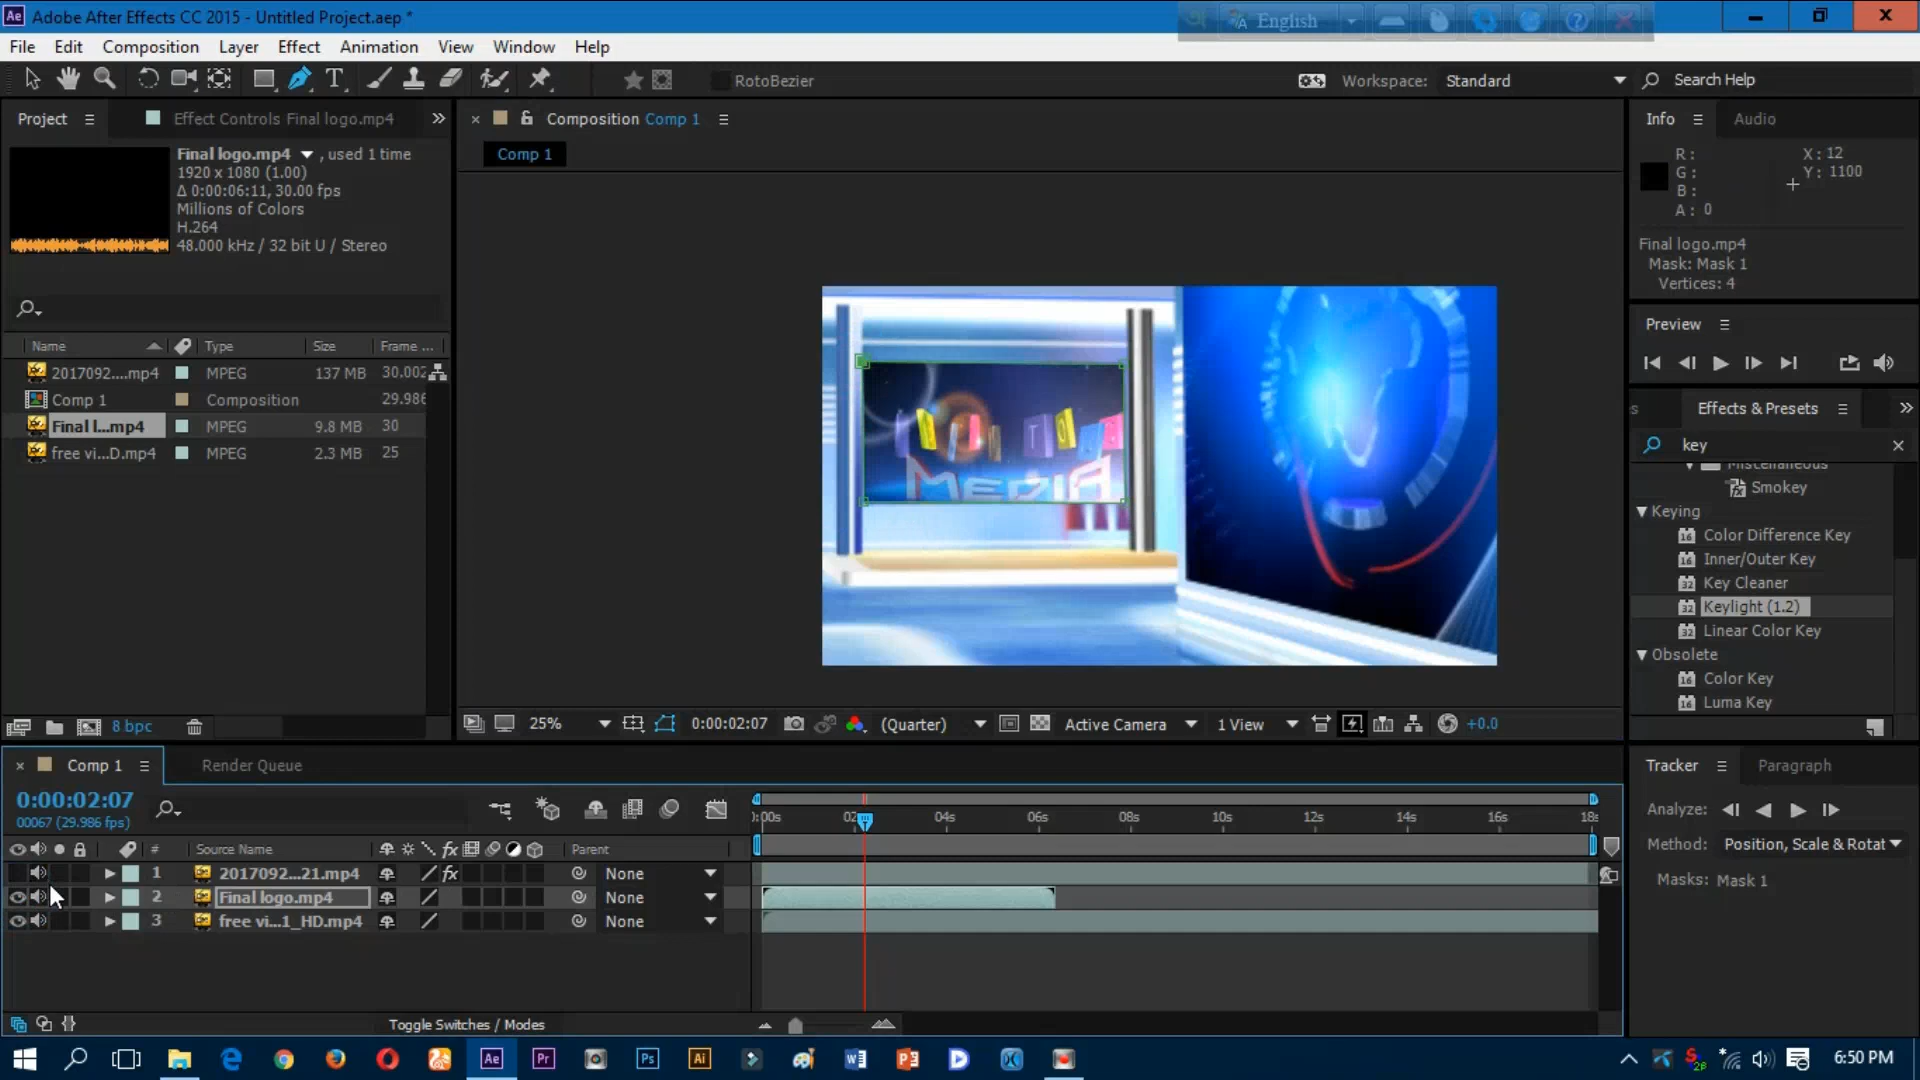 Adobe After Effects CC 2015 - Untitled Project.aep *
English
File Edit Composition Layer Effect Animation View Window Help
RotoBezier
Workspace: Standard
Search Help
Project
Effect Controls Final logo.mp4
Final logo.mp4 , used 1 time
1920 x 1080 (1.00)
Δ 0:00:06:11, 30.00 fps
Millions of Colors
H.264
48.000 kHz / 32 bit U / Stereo
Name Type Size Frame ...
2017092....mp4 MPEG 137 MB 30.002
Comp 1 Composition 29.986
Final l...mp4 MPEG 9.8 MB 30
free vi...D.mp4 MPEG 2.3 MB 25
8 bpc
Composition Comp 1
Comp 1
MEDIA
25% 0:00:02:07 (Quarter) Active Camera 1 View +0.0
Info Audio
R: X: 12
G: Y: 1100
B:
A: 0
Final logo.mp4
Mask: Mask 1
Vertices: 4
Preview
Effects & Presets
key
Miscellaneous
Smokey
Keying
Color Difference Key
Inner/Outer Key
Key Cleaner
Keylight (1.2)
Linear Color Key
Obsolete
Color Key
Luma Key
Comp 1 Render Queue
0:00:02:07
00067 (29.986 fps)
# Source Name fx Parent
1 2017092...21.mp4 fx None
2 Final logo.mp4 None
3 free vi...1_HD.mp4 None
Toggle Switches / Modes
):00s 02 04s 06s 08s 10s 12s 14s 16s 18s
Tracker Paragraph
Analyze:
Method: Position, Scale & Rotat
Masks: Mask 1
6:50 PM